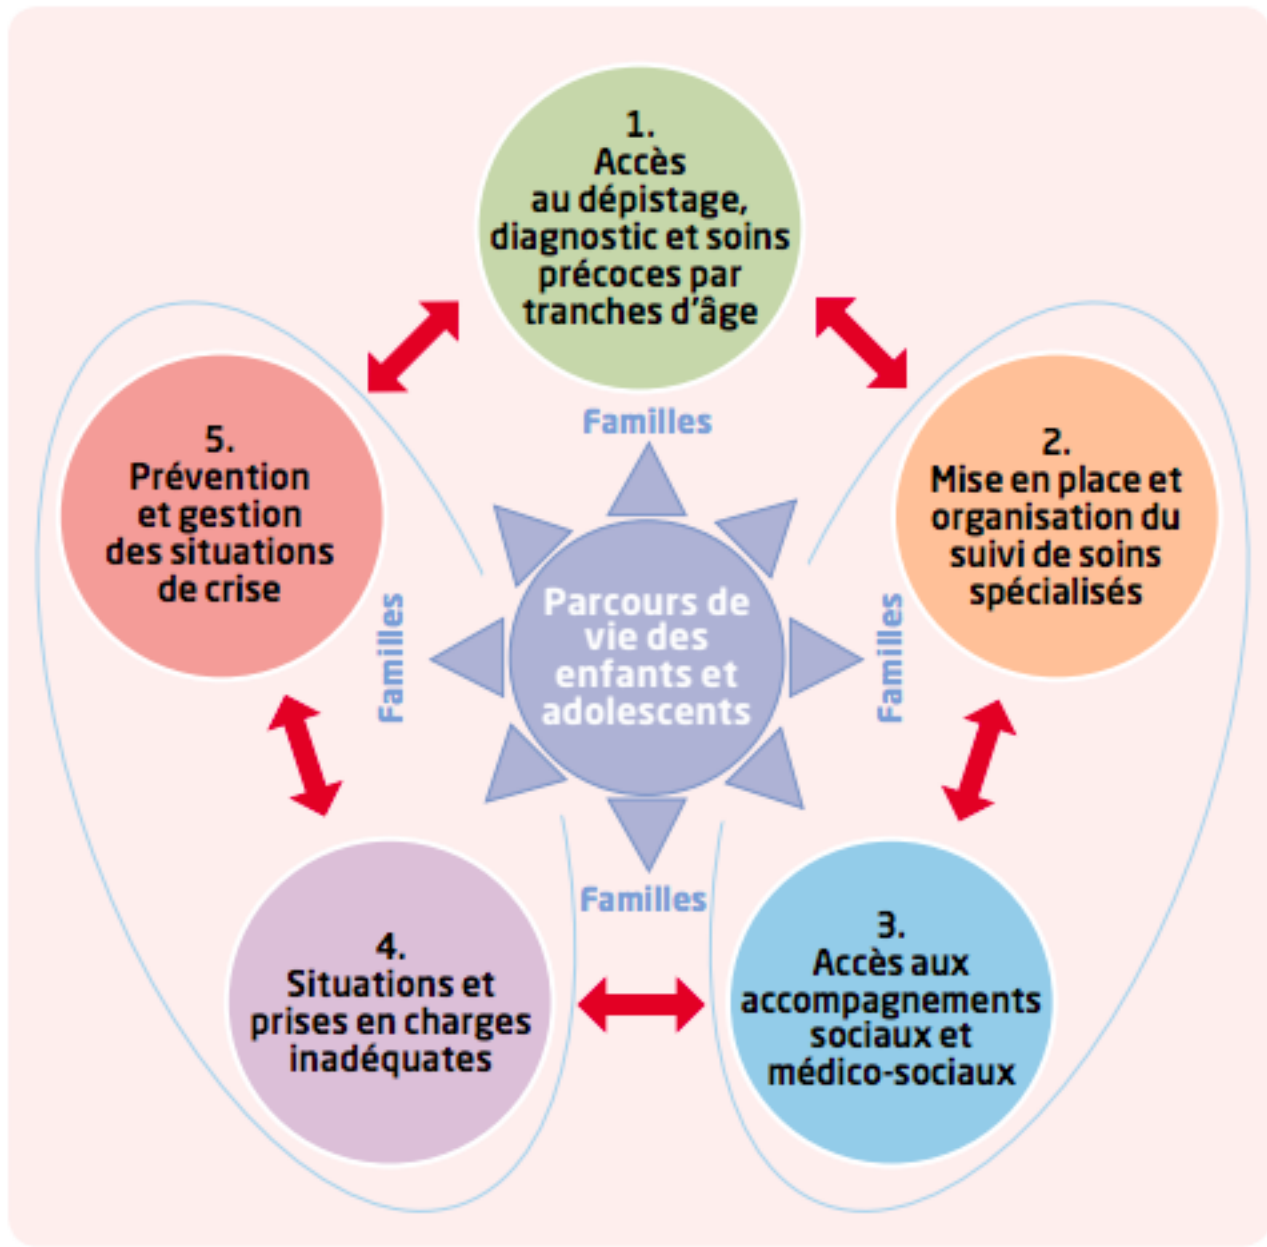 1.
Accès
au dépistage,
diagnostic et soins
précoces par
tranches d'âge
Familles
5.
Prévention
et gestion
des situations
de crise
2.
Mise en place et
organisation du
suivi de soins
spécialisés
Familles
Parcours de
vie des
enfants et
adolescents
Familles
Familles
4.
Situations et
prises en charges
inadéquates
3.
Accès aux
accompagnements
sociaux et
médico-sociaux